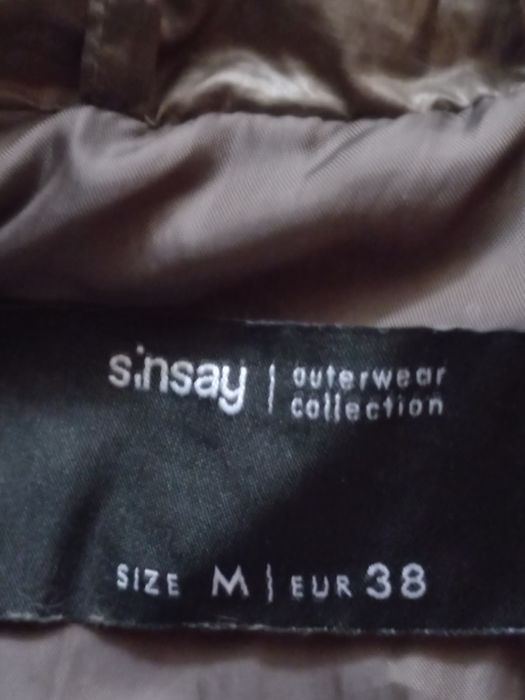 sinsay | outerwear
collection
SIZE M | EUR 38